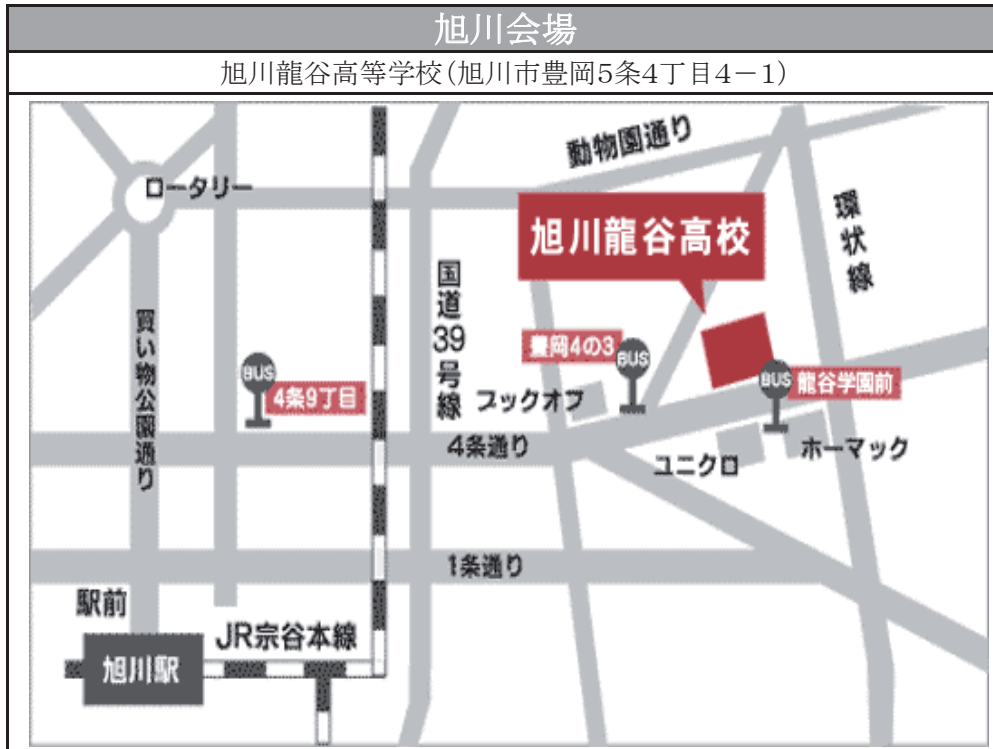 旭川会場
旭川龍谷高等学校(旭川市豊岡5条4丁目4－1)
動物園通り
ロータリー
旭川龍谷高校
環状線
国道39号線
買い物公園通り
豊岡4の3
BUS
BUS
4条9丁目
BUS
龍谷学園前
ブックオフ
4条通り
ユニクロ
ホーマック
1条通り
駅前
JR宗谷本線
旭川駅